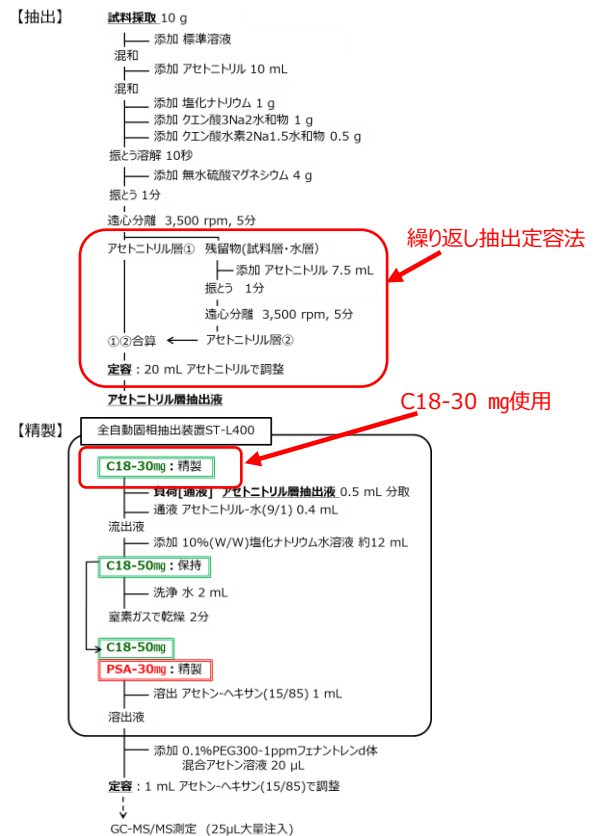 【抽出】
試料採取 10 g
添加 標準溶液
混和
添加 アセトニトリル 10 mL
混和
添加 塩化ナトリウム 1 g
添加 クエン酸3Na2水和物 1 g
添加 クエン酸水素2Na1.5水和物 0.5 g
振とう溶解 10秒
添加 無水硫酸マグネシウム 4 g
振とう 1分
遠心分離 3,500 rpm, 5分
アセトニトリル層① 残留物(試料層・水層)
繰り返し抽出定容法
添加 アセトニトリル 7.5 mL
振とう 1分
遠心分離 3,500 rpm, 5分
①②合算 アセトニトリル層②
定容：20 mL アセトニトリルで調整
アセトニトリル層抽出液
C18-30 ㎎使用
【精製】
全自動固相抽出装置ST-L400
C18-30㎎：精製
負荷[通液] アセトニトリル層抽出液 0.5 mL 分取
通液 アセトニトリル-水(9/1) 0.4 mL
流出液
添加 10%(W/W)塩化ナトリウム水溶液 約12 mL
C18-50㎎：保持
洗浄 水 2 mL
窒素ガスで乾燥 2分
C18-50㎎
PSA-30㎎：精製
溶出 アセトン-ヘキサン(15/85) 1 mL
溶出液
添加 0.1%PEG300-1ppmフェナントレンd体
混合アセトン溶液 20 μL
定容：1 mL アセトン-ヘキサン(15/85)で調整
GC-MS/MS測定 (25μL大量注入)